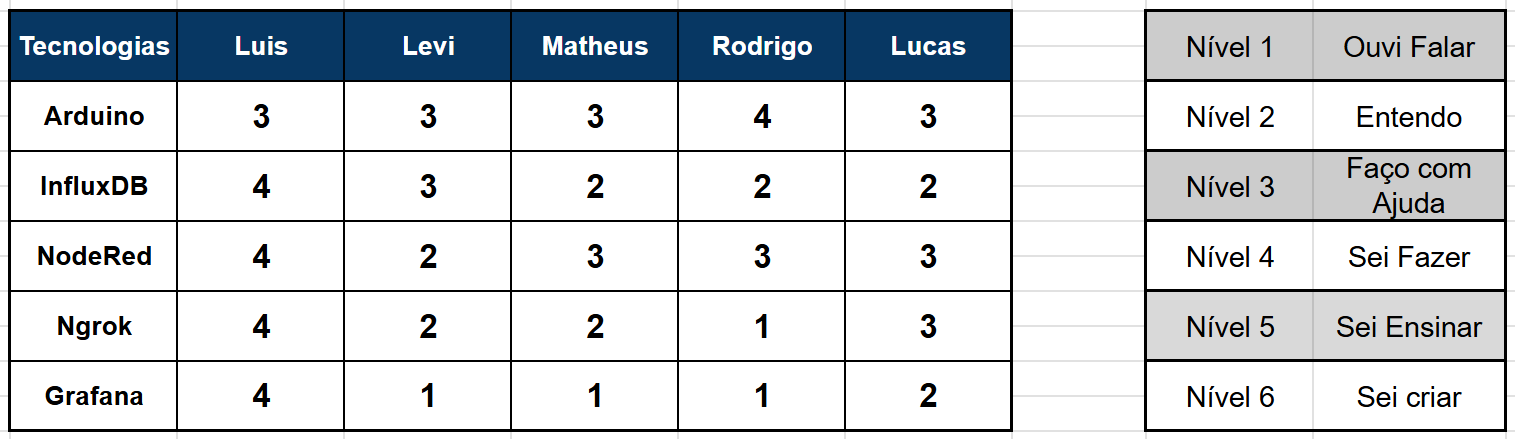 Tecnologias Luis Levi Matheus Rodrigo Lucas
Arduino 3 3 3 4 3
InfluxDB 4 3 2 2 2
NodeRed 4 2 3 3 3
Ngrok 4 2 2 1 3
Grafana 4 1 1 1 2
Nível 1 Ouvi Falar
Nível 2 Entendo
Nível 3 Faço com
Ajuda
Nível 4 Sei Fazer
Nível 5 Sei Ensinar
Nível 6 Sei criar